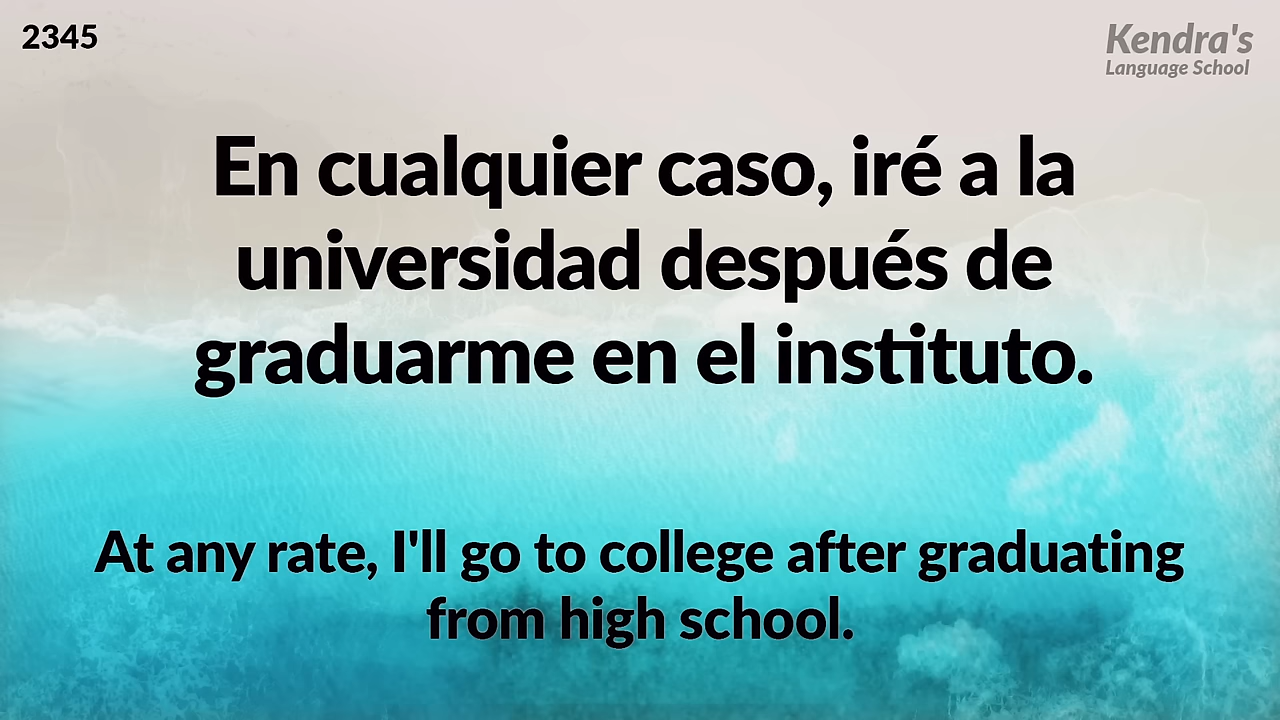 2345
Kendra's
Language School
En cualquier caso, iré a la
universidad después de
graduarme en el instituto.
At any rate, I'll go to college after graduating
from high school.